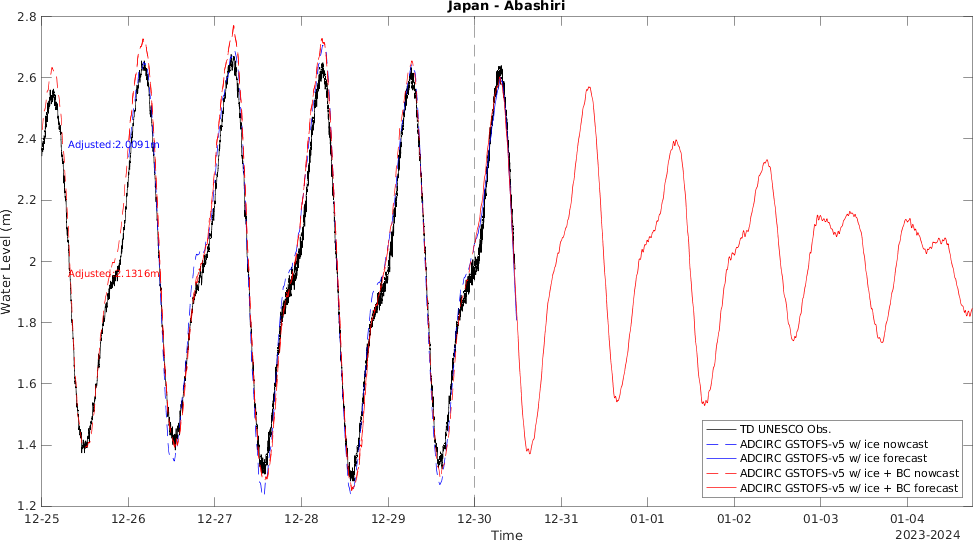 Japan - Abashiri
2.8
2.6
2.4
2.2
2
1.8
1.6
1.4
1.2
Water Level (m)
Adjusted:2.0091m
Adjusted:2.1316m
TD UNESCO Obs.
ADCIRC GSTOFS-v5 w/ ice nowcast
ADCIRC GSTOFS-v5 w/ ice forecast
ADCIRC GSTOFS-v5 w/ ice + BC nowcast
ADCIRC GSTOFS-v5 w/ ice + BC forecast
12-25 12-26 12-27 12-28 12-29 12-30 12-31 01-01 01-02 01-03 01-04
Time
2023-2024